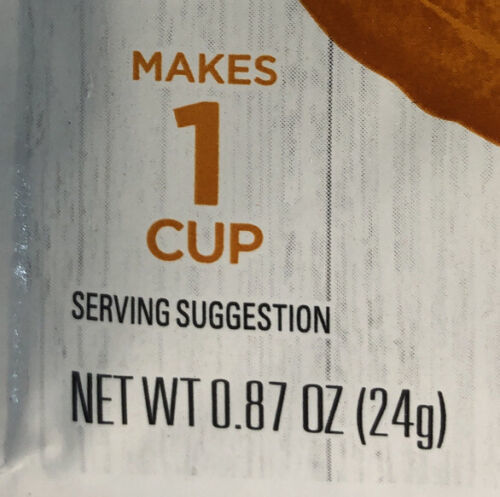 MAKES
1
CUP
SERVING SUGGESTION
NET WT 0.87 OZ (24g)